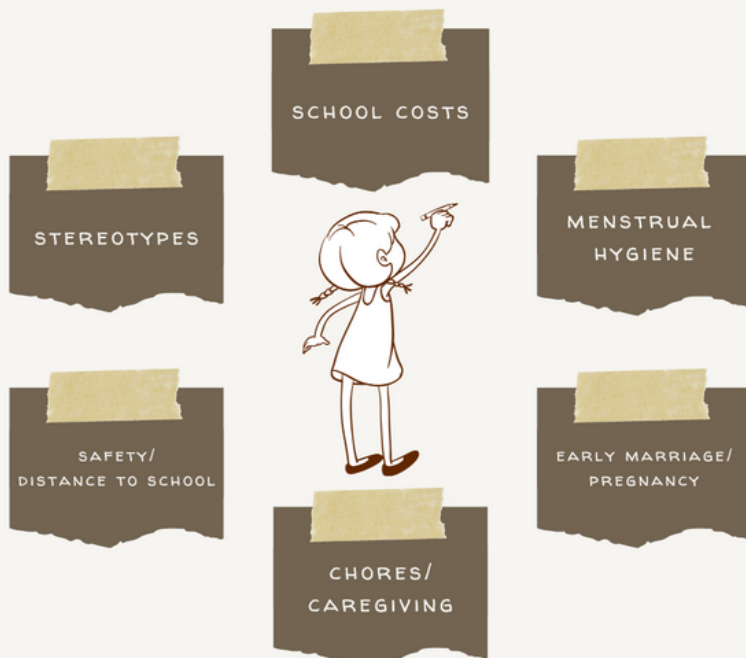 SCHOOL COSTS
STEREOTYPES
MENSTRUAL
HYGIENE
SAFETY/
DISTANCE TO SCHOOL
EARLY MARRIAGE/
PREGNANCY
CHORES/
CAREGIVING